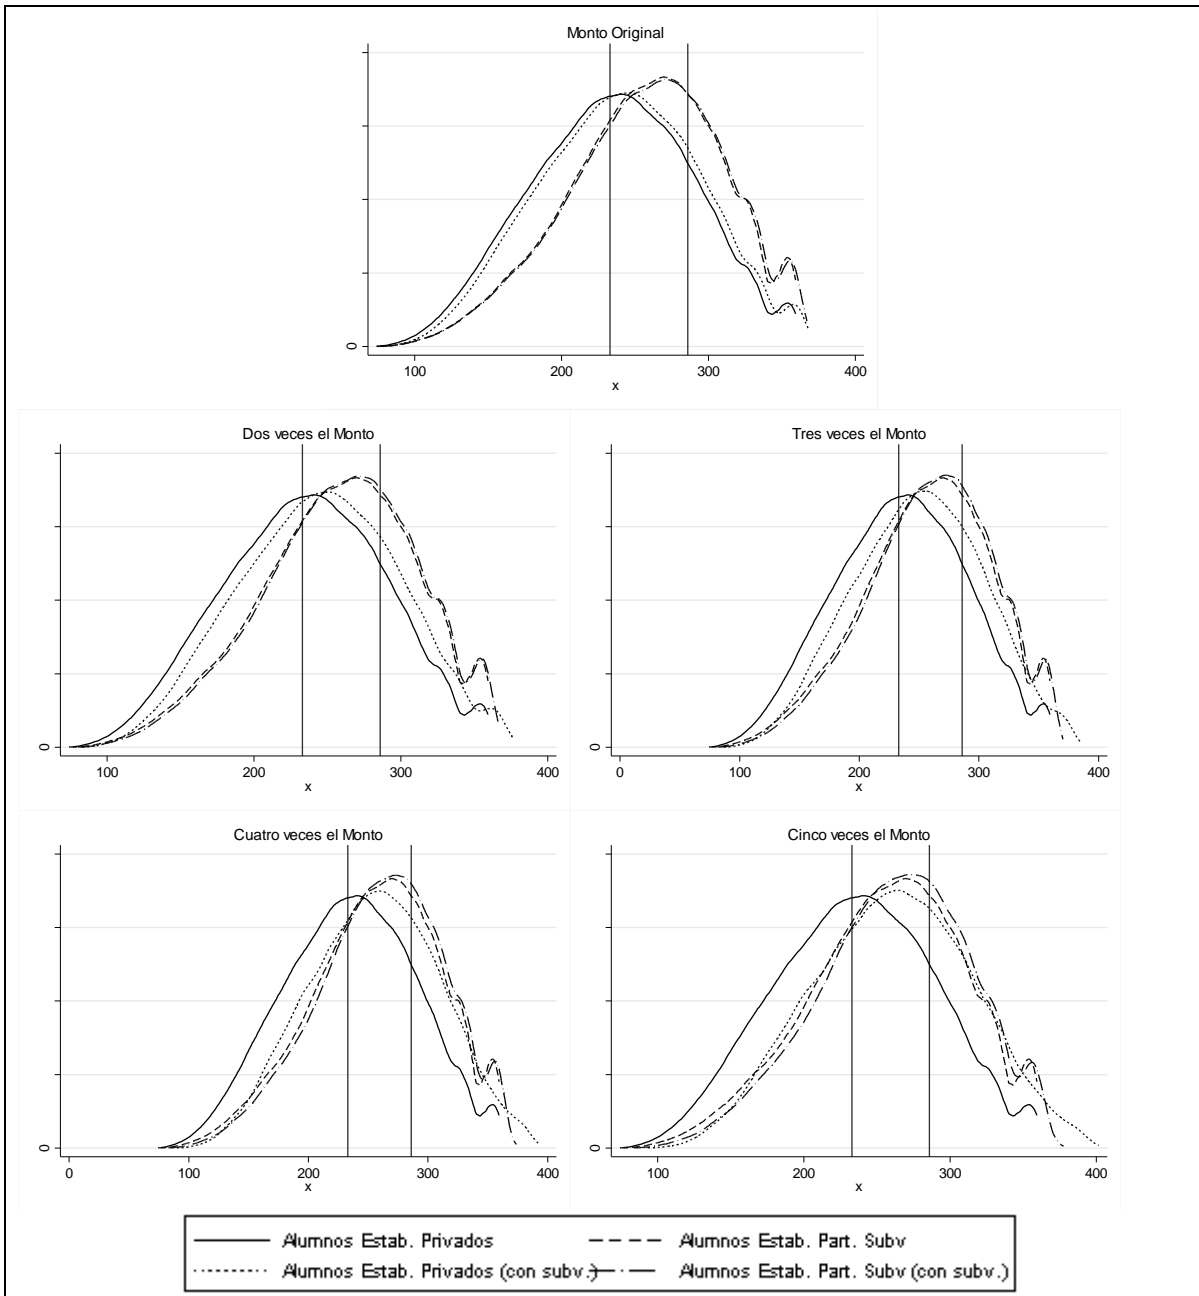 Monto Original
0
100 200 300 400
x
Dos veces el Monto
0
100 200 300 400
x
Tres veces el Monto
0
0 100 200 300 400
x
Cuatro veces el Monto
0
0 100 200 300 400
x
Cinco veces el Monto
0
100 200 300 400
x
Alumnos Estab. Privados
Alumnos Estab. Part. Subv
Alumnos Estab. Privados (con subv.)
Alumnos Estab. Part. Subv (con subv.)